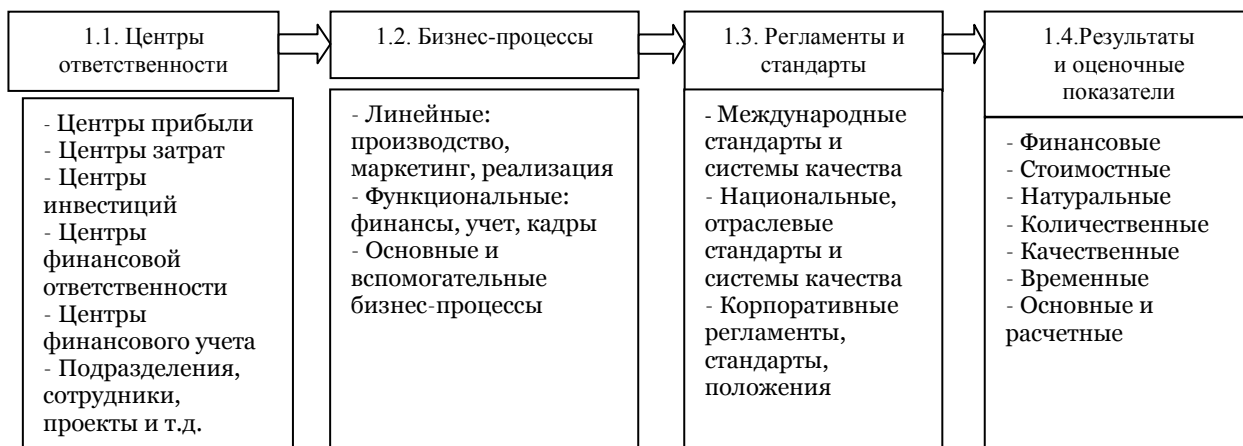 1.1. Центры
ответственности
- Центры прибыли
- Центры затрат
- Центры
инвестиций
- Центры
финансовой
ответственности
- Центры
финансового учета
- Подразделения,
сотрудники,
проекты и т.д.
1.2. Бизнес-процессы
- Линейные:
производство,
маркетинг, реализация
- Функциональные:
финансы, учет, кадры
- Основные и
вспомогательные
бизнес-процессы
1.3. Регламенты и
стандарты
- Международные
стандарты и
системы качества
- Национальные,
отраслевые
стандарты и
системы качества
- Корпоративные
регламенты,
стандарты,
положения
1.4.Результаты
и оценочные
показатели
- Финансовые
- Стоимостные
- Натуральные
- Количественные
- Качественные
- Временные
- Основные и
расчетные